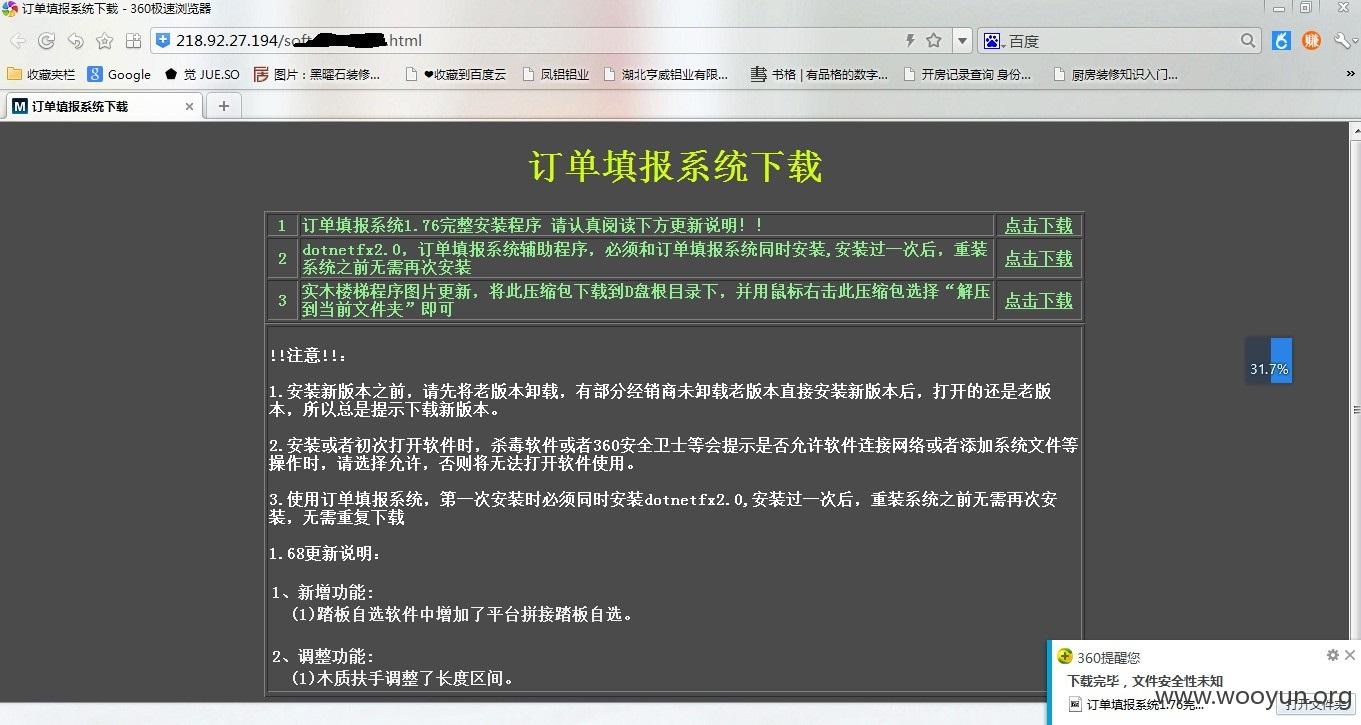 订单填报系统下载 - 360极速浏览器
218.92.27.194/so
.html
百度
收藏夹栏
Google
觉 JUE.SO
图片：黑曜石装修...
❤收藏到百度云
凤铝铝业
湖北亨威铝业有限...
书格 | 有品格的数字...
开房记录查询 身份...
厨房装修知识入门...
»
M 订单填报系统下载
订单填报系统下载
1 订单填报系统1.76完整安装程序 请认真阅读下方更新说明！！ 点击下载
2 dotnetfx2.0，订单填报系统辅助程序，必须和订单填报系统同时安装,安装过一次后，重装
系统之前无需再次安装 点击下载
3 实木楼梯程序图片更新，将此压缩包下载到D盘根目录下，并用鼠标右击此压缩包选择“解压
到当前文件夹”即可 点击下载
!!注意!!：
1.安装新版本之前，请先将老版本卸载，有部分经销商未卸载老版本直接安装新版本后，打开的还是老版
本，所以总是提示下载新版本。
2.安装或者初次打开软件时，杀毒软件或者360安全卫士等会提示是否允许软件连接网络或者添加系统文件等
操作时，请选择允许，否则将无法打开软件使用。
3.使用订单填报系统，第一次安装时必须同时安装dotnetfx2.0,安装过一次后，重装系统之前无需再次安
装，无需重复下载
1.68更新说明：
1、新增功能：
(1)踏板自选软件中增加了平台拼接踏板自选。
2、调整功能：
(1)木质扶手调整了长度区间。
31.7%
360提醒您
下载完毕，文件安全性未知
订单填报系统1.76完...
打开文件夹
www.wooyun.org